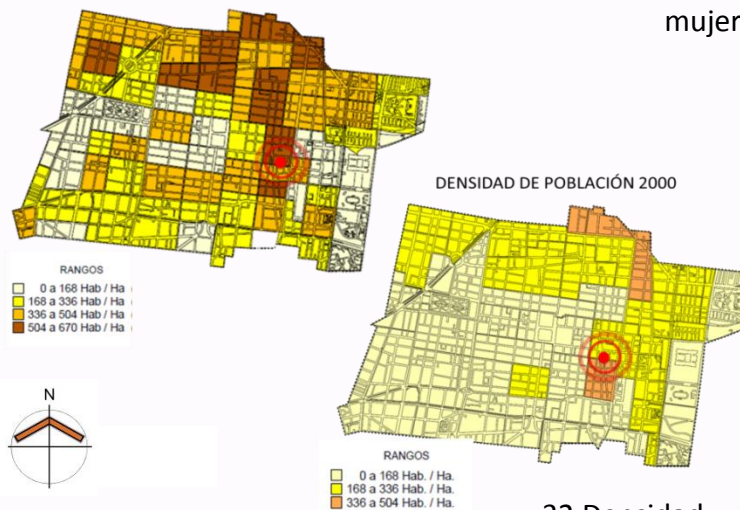 mujer
DENSIDAD DE POBLACIÓN 2000
RANGOS
0 a 168 Hab / Ha
168 a 336 Hab / Ha
336 a 504 Hab / Ha
504 a 670 Hab / Ha
N
RANGOS
0 a 168 Hab. / Ha.
168 a 336 Hab. / Ha.
336 a 504 Hab. / Ha.
Densidad